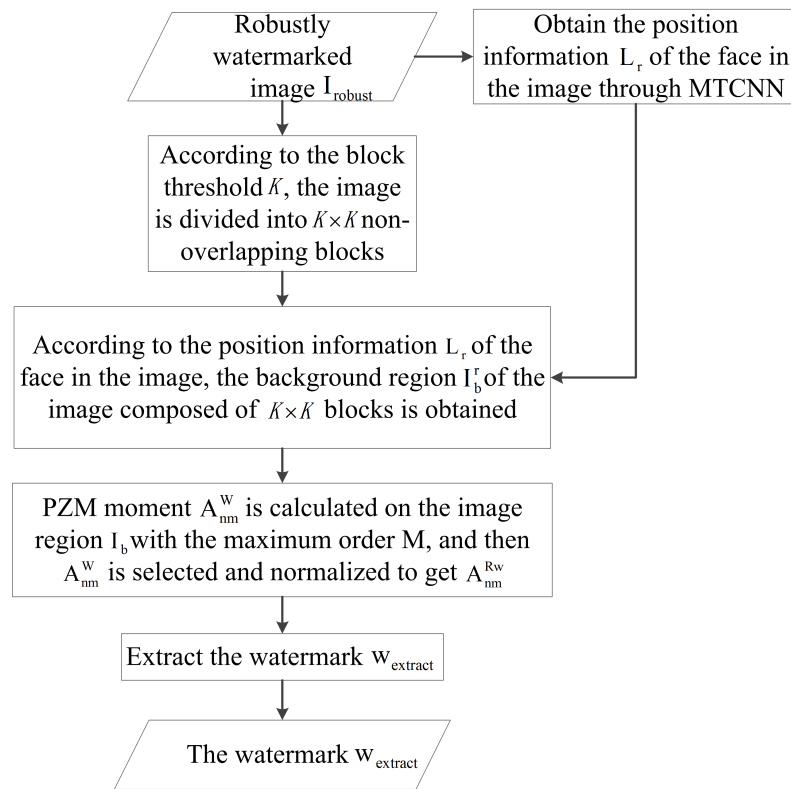 Robustly
watermarked
image I_robust
Obtain the position
information L_r of the face in
the image through MTCNN
According to the block
threshold K, the image
is divided into K×K non-
overlapping blocks
According to the position information L_r of the
face in the image, the background region I_b^r of the
image composed of K×K blocks is obtained
PZM moment A_nm^W is calculated on the image
region I_b with the maximum order M, and then
A_nm^W is selected and normalized to get A_nm^Rw
Extract the watermark w_extract
The watermark w_extract